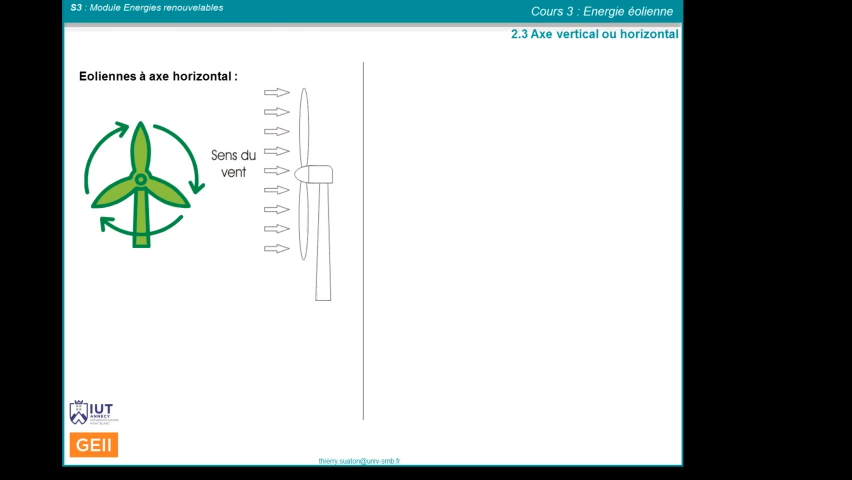 S3 : Module Energies renouvelables
Cours 3 : Energie éolienne
2.3 Axe vertical ou horizontal
Eoliennes à axe horizontal :
Sens du
vent
IUT
ANNECY
GEII
thierry.suaton@univ-smb.fr